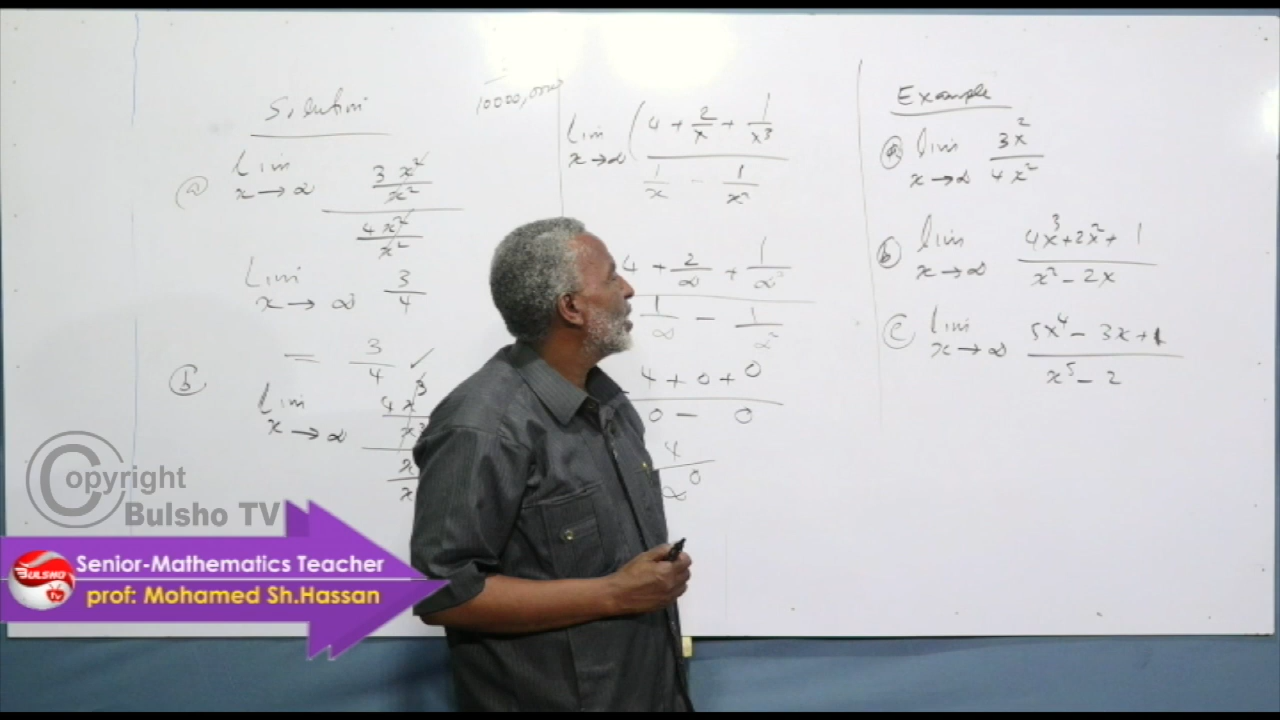 Solution
(a) lim x→∞ 3x²/x² / 4x²/x²
lim x→∞ 3/4
= 3/4 ✓
(b) lim x→∞ 4x³
10000,000
lim x→∞ (4 + 2/x + 1/x³ / 1/x - 1/x²
4 + 2/∞ + 1/∞³ / 1/∞ - 1/∞²
4 + 0 + 0 / 0 - 0
4
0
∞
Example
(a) lim x→∞ 3x²/4x²
(b) lim x→∞ 4x³+2x²+1 / x²-2x
(c) lim x→∞ 5x⁴-3x+1 / x⁵-2
Copyright
Bulsho TV
BULSHO
TV
Senior-Mathematics Teacher
prof: Mohamed Sh.Hassan